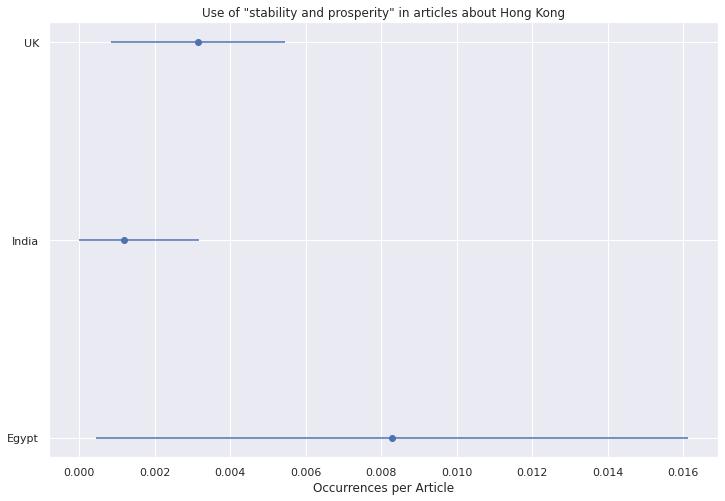 Use of "stability and prosperity" in articles about Hong Kong
UK
India
Egypt
0.000 0.002 0.004 0.006 0.008 0.010 0.012 0.014 0.016
Occurrences per Article